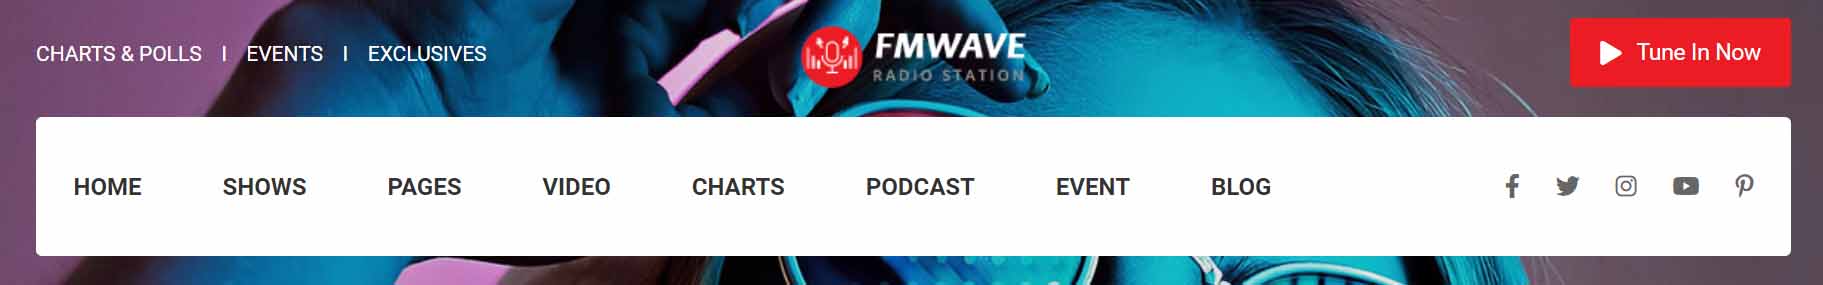 CHARTS & POLLS | EVENTS | EXCLUSIVES
FMWAVE
RADIO STATION
Tune In Now
HOME SHOWS PAGES VIDEO CHARTS PODCAST EVENT BLOG